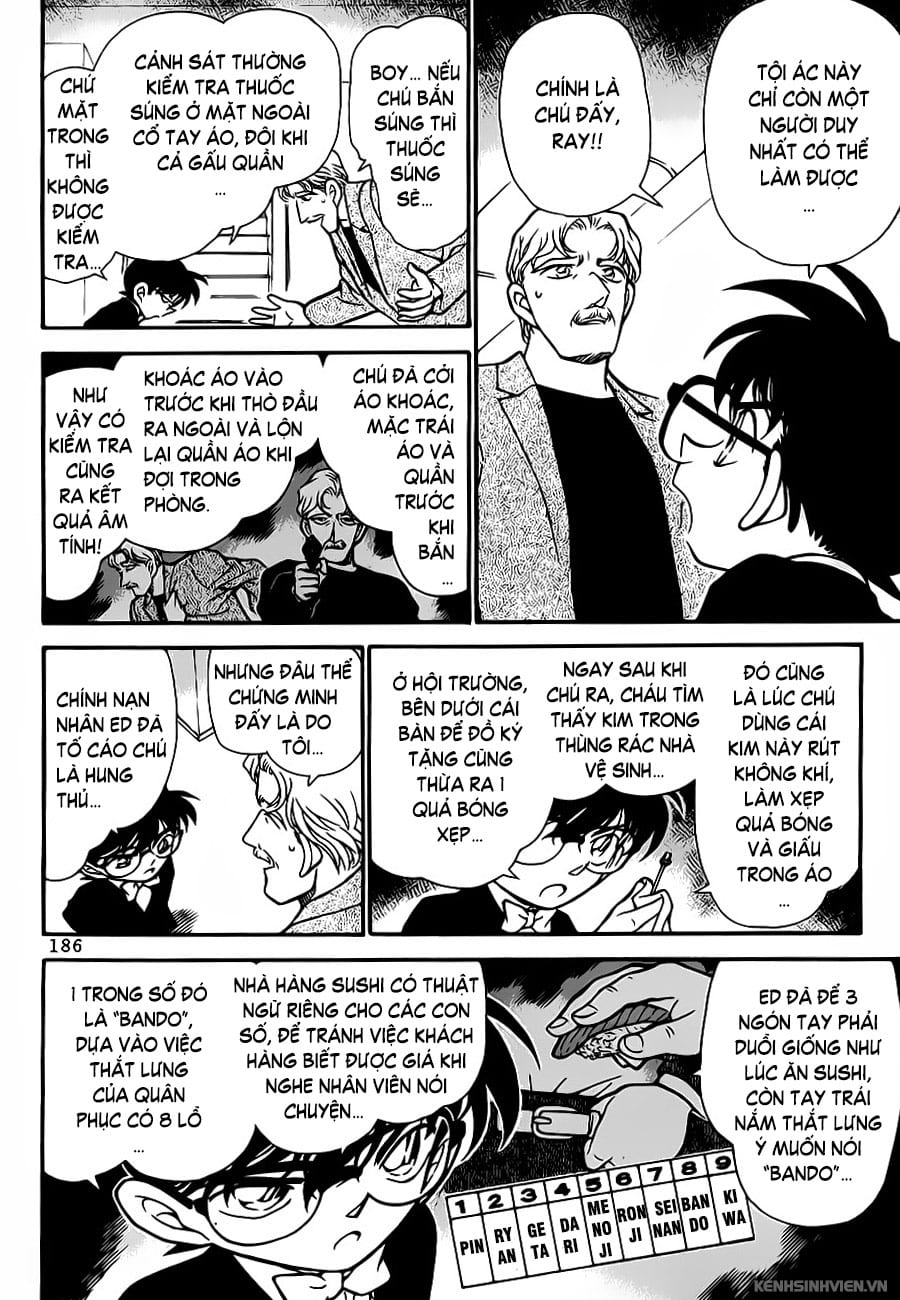 TỘI ÁC NÀY
CHỈ CÒN MỘT
NGƯỜI DUY
NHẤT CÓ THỂ
LÀM ĐƯỢC
...
CHÍNH LÀ
CHÚ ĐẤY,
RAY!!
BOY... NẾU
CHÚ BẮN
SÚNG THÌ
THUỐC
SÚNG SẼ...
CẢNH SÁT THƯỜNG
KIỂM TRA THUỐC
SÚNG Ở MẶT NGOÀI
CỔ TAY ÁO, ĐÔI KHI
CẢ GẤU QUẦN
...
CHỨ
MẶT
TRONG
THÌ
KHÔNG
ĐƯỢC
KIỂM
TRA...
CHÚ ĐÃ CỞI
ÁO KHOÁC,
MẶC TRÁI
ÁO VÀ
QUẦN
TRƯỚC
KHI
BẮN
...
KHOÁC ÁO VÀO
TRƯỚC KHI THÒ ĐẦU
RA NGOÀI VÀ LỘN
LẠI QUẦN ÁO KHI
ĐỢI TRONG
PHÒNG.
NHƯ
VẬY CÓ
KIỂM TRA
CŨNG
RA KẾT
QUẢ ÂM
TÍNH!
ĐÓ CŨNG
LÀ LÚC CHÚ
DÙNG CÁI
KIM NÀY RÚT
KHÔNG KHÍ,
LÀM XẸP
QUẢ BÓNG
VÀ GIẤU
TRONG ÁO
...
NGAY SAU KHI
CHÚ RA, CHÁU TÌM
THẤY KIM TRONG
THÙNG RÁC NHÀ
VỆ SINH...
Ở HỘI TRƯỜNG,
BÊN DƯỚI CÁI
BÀN ĐỂ ĐỒ KÝ
TẶNG CŨNG
THỪA RA 1
QUẢ BÓNG
XẸP...
NHƯNG ĐÂU THỂ
CHỨNG MINH
ĐẤY LÀ DO
TÔI...
CHÍNH NẠN
NHÂN ED ĐÃ
TỐ CÁO CHÚ
LÀ HUNG
THỦ...
186
ED ĐÃ ĐỂ 3
NGÓN TAY PHẢI
DUỖI GIỐNG NHƯ
LÚC ĂN SUSHI,
CÒN TAY TRÁI
NẮM THẮT LƯNG
Ý MUỐN NÓI
"BANDO"...
NHÀ HÀNG SUSHI CÓ THUẬT
NGỮ RIÊNG CHO CÁC CON
SỐ, ĐỂ TRÁNH VIỆC KHÁCH
HÀNG BIẾT ĐƯỢC GIÁ KHI
NGHE NHÂN VIÊN NÓI
CHUYỆN...
1 TRONG SỐ ĐÓ
LÀ "BANDO",
DỰA VÀO VIỆC
THẮT LƯNG
CỦA QUÂN
PHỤC CÓ 8 LỖ
...
1 2 3 4 5 6 7 8 9
PIN RYAN GETA DARI MENOJI RONJI SEINAN BANDO KIWA
KENHSINHVIEN.VN